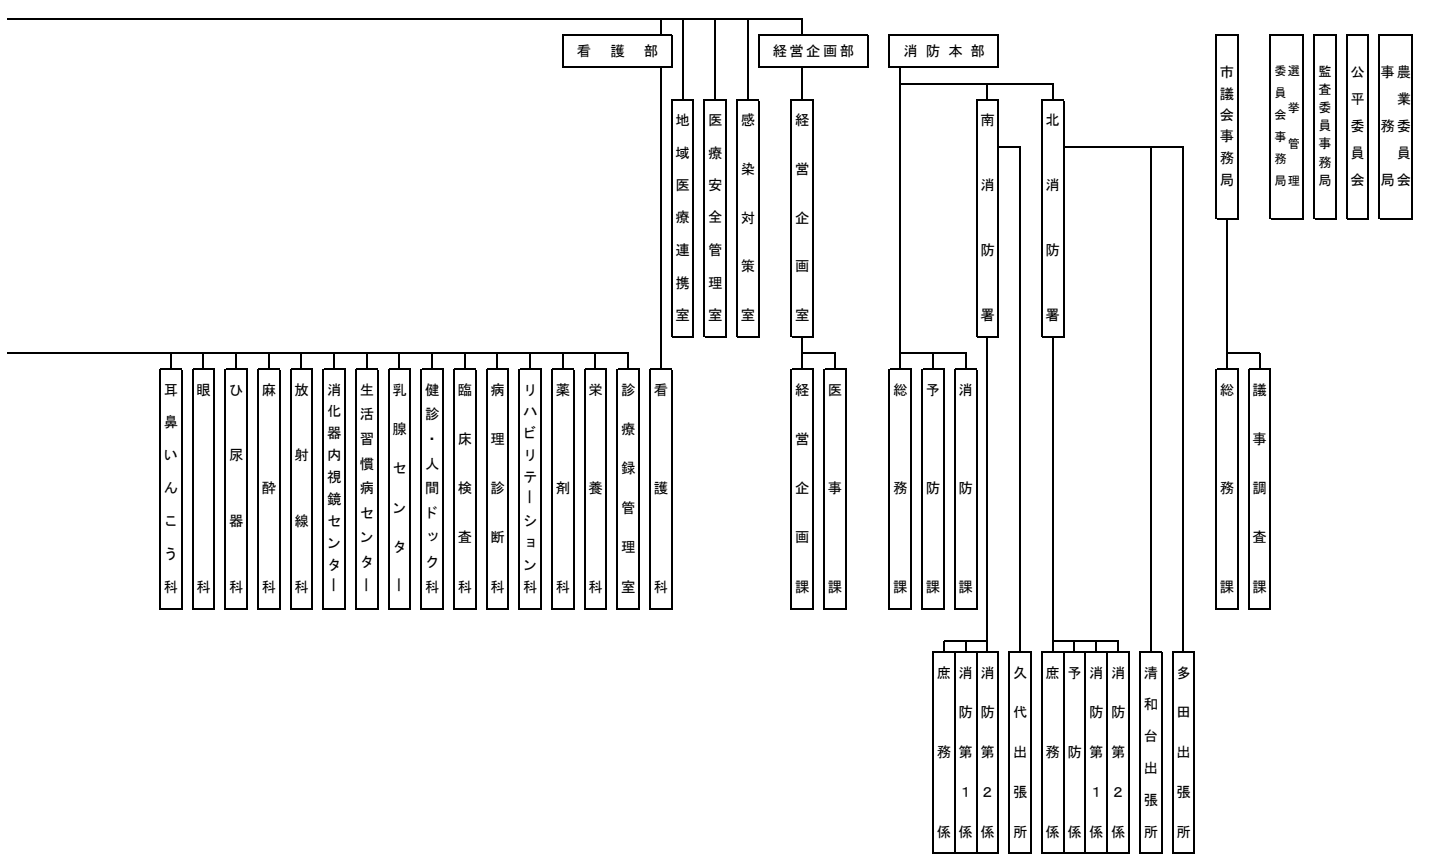 看護部
経営企画部
消防本部
市議会事務局
選挙管理
委員会事務局
監査委員事務局
公平委員会
農業委員会
事務局
地域医療連携室
医療安全管理室
感染対策室
経営企画室
南消防署
北消防署
耳鼻いんこう科
眼科
ひ尿器科
麻酔科
放射線科
消化器内視鏡センター
生活習慣病センター
乳腺センター
健診・人間ドック科
臨床検査科
病理診断科
リハビリテーション科
薬剤科
栄養科
診療録管理室
看護科
経営企画課
医事課
総務課
予防課
消防課
総務課
議事調査課
庶務係
消防第1係
消防第2係
久代出張所
庶務係
予防係
消防第1係
消防第2係
清和台出張所
多田出張所